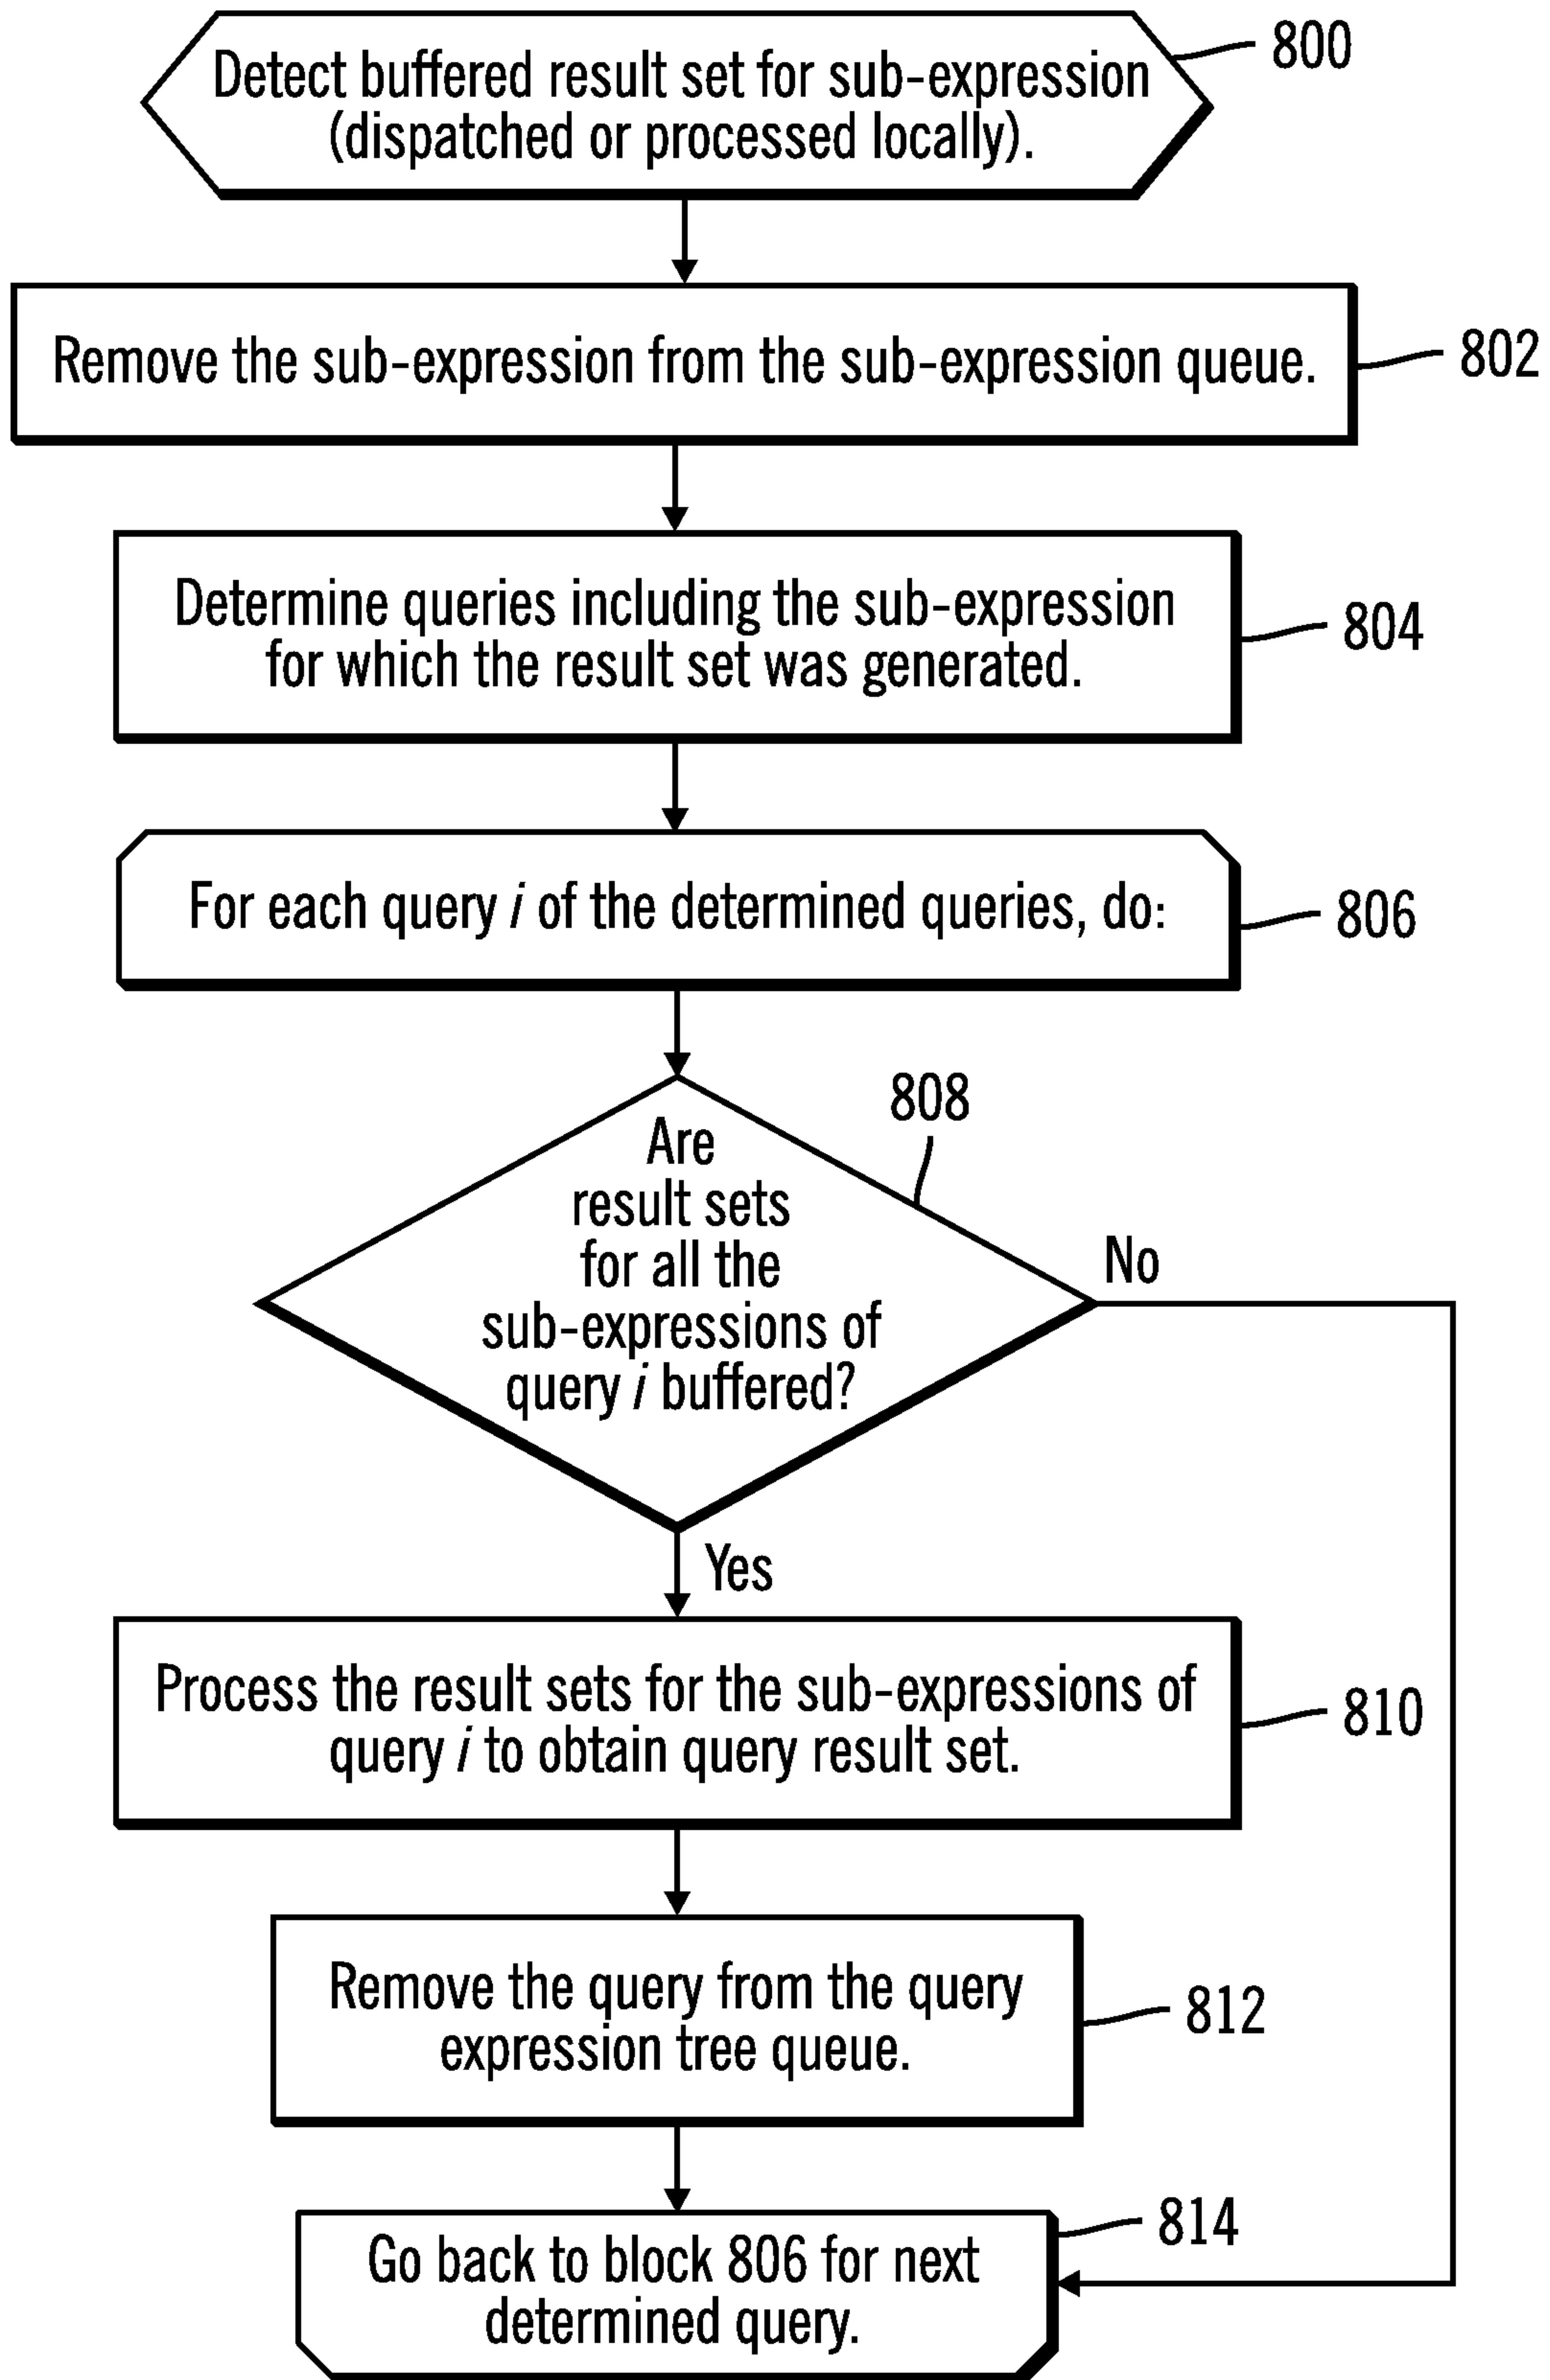 Detect buffered result set for sub-expression
(dispatched or processed locally).
800
Remove the sub-expression from the sub-expression queue.
802
Determine queries including the sub-expression
for which the result set was generated.
804
For each query i of the determined queries, do:
806
808
Are
result sets
for all the
sub-expressions of
query i buffered?
No
Yes
Process the result sets for the sub-expressions of
query i to obtain query result set.
810
Remove the query from the query
expression tree queue.
812
814
Go back to block 806 for next
determined query.